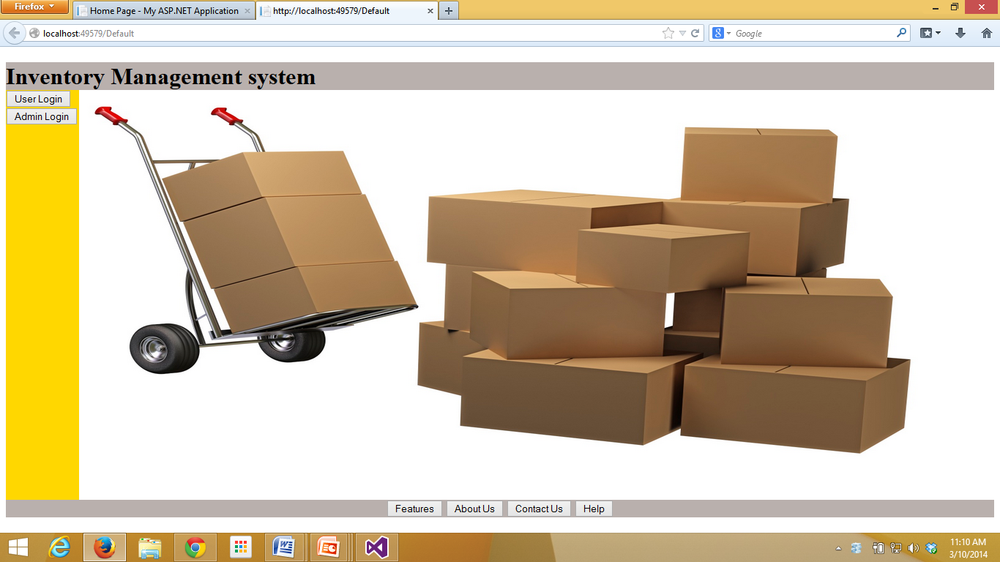 Firefox
Home Page - My ASP.NET Application
http://localhost:49579/Default
localhost:49579/Default
Google
Inventory Management system
User Login
Admin Login
Features
About Us
Contact Us
Help
11:10 AM
3/10/2014